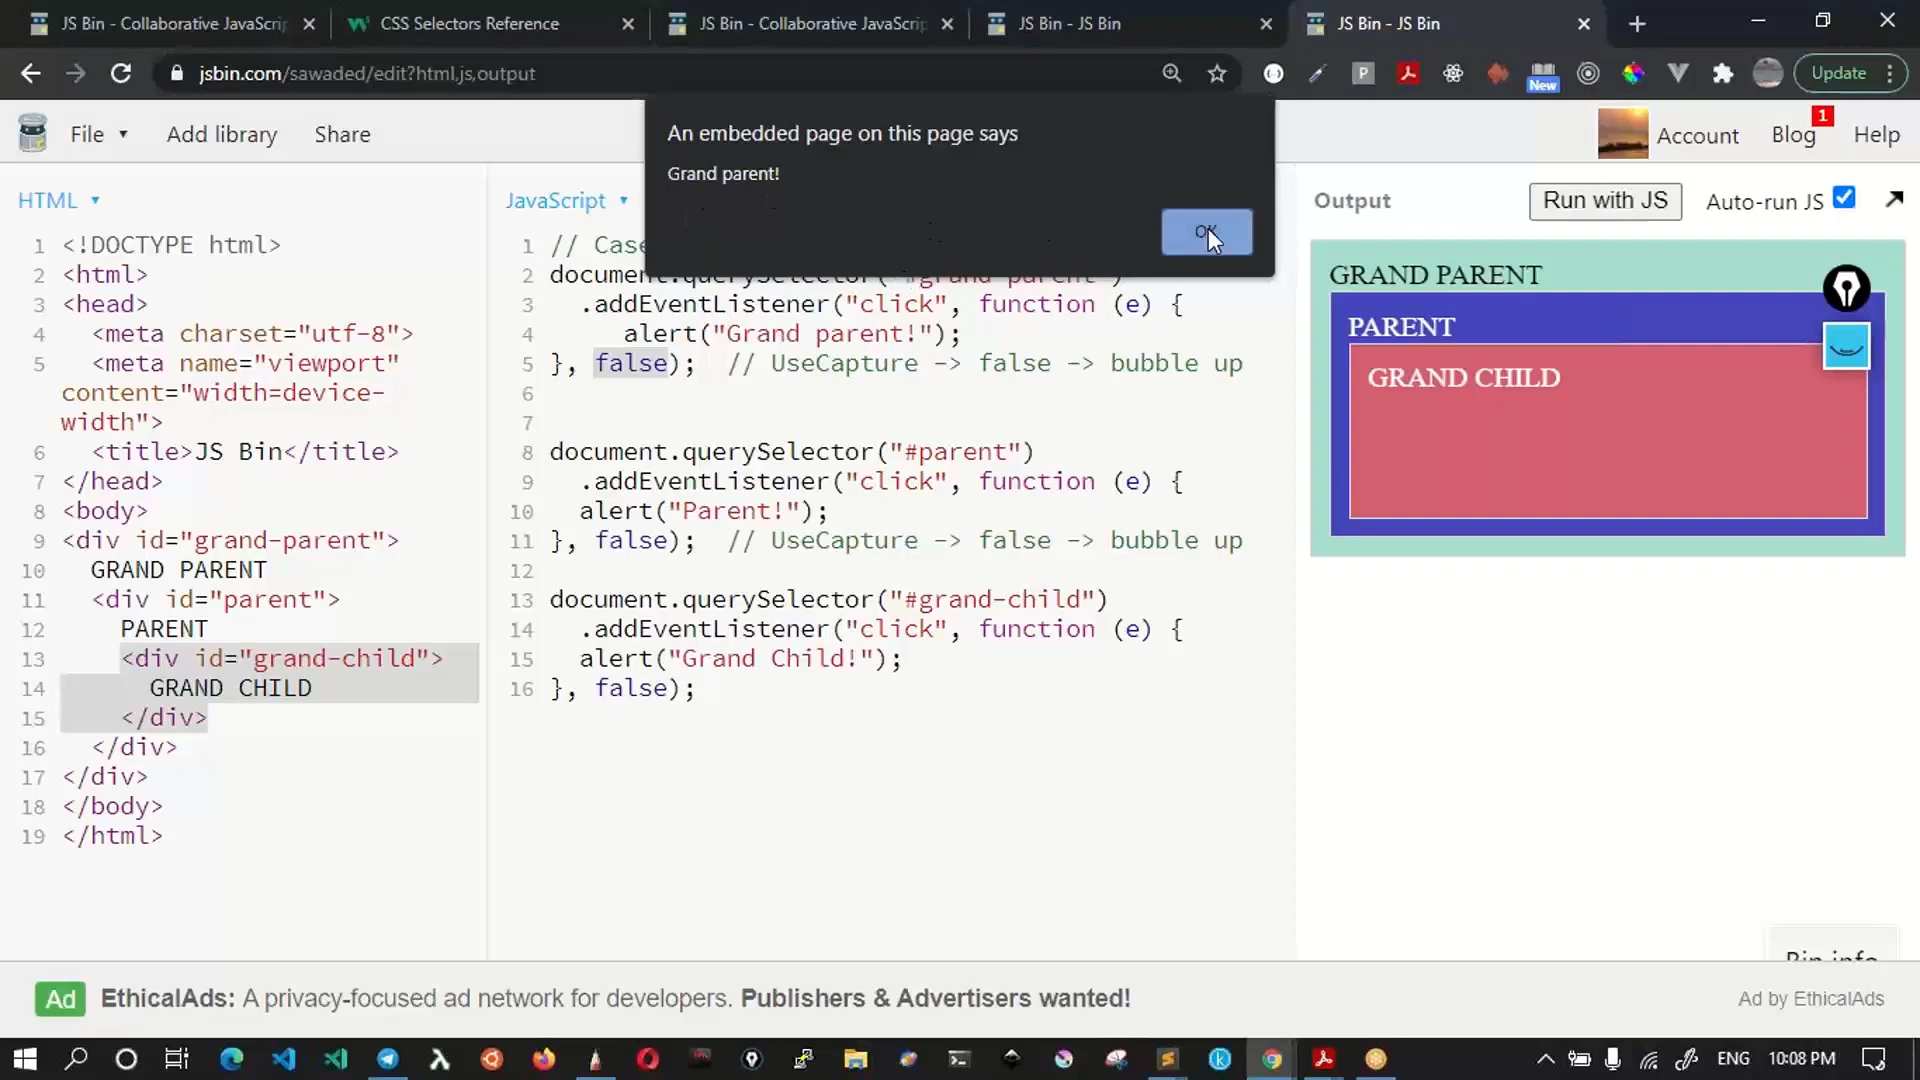 JS Bin - Collaborative JavaScrip
CSS Selectors Reference
JS Bin - Collaborative JavaScrip
JS Bin - JS Bin
JS Bin - JS Bin
jsbin.com/sawaded/edit?html,js,output
New
Update
File
Add library
Share
An embedded page on this page says
Grand parent!
OK
Account
Blog
1
Help
HTML
1 <!DOCTYPE html>
2 <html>
3 <head>
4 <meta charset="utf-8">
5 <meta name="viewport"
content="width=device-
width">
6 <title>JS Bin</title>
7 </head>
8 <body>
9 <div id="grand-parent">
10 GRAND PARENT
11 <div id="parent">
12 PARENT
13 <div id="grand-child">
14 GRAND CHILD
15 </div>
16 </div>
17 </div>
18 </body>
19 </html>
JavaScript
1 // Case
2 document.querySelector("#grand-parent")
3 .addEventListener("click", function (e) {
4 alert("Grand parent!");
5 }, false); // UseCapture -> false -> bubble up
6
7
8 document.querySelector("#parent")
9 .addEventListener("click", function (e) {
10 alert("Parent!");
11 }, false); // UseCapture -> false -> bubble up
12
13 document.querySelector("#grand-child")
14 .addEventListener("click", function (e) {
15 alert("Grand Child!");
16 }, false);
Output
Run with JS
Auto-run JS
GRAND PARENT
PARENT
GRAND CHILD
Bin info
Ad
EthicalAds: A privacy-focused ad network for developers. Publishers & Advertisers wanted!
Ad by EthicalAds
ENG
10:08 PM